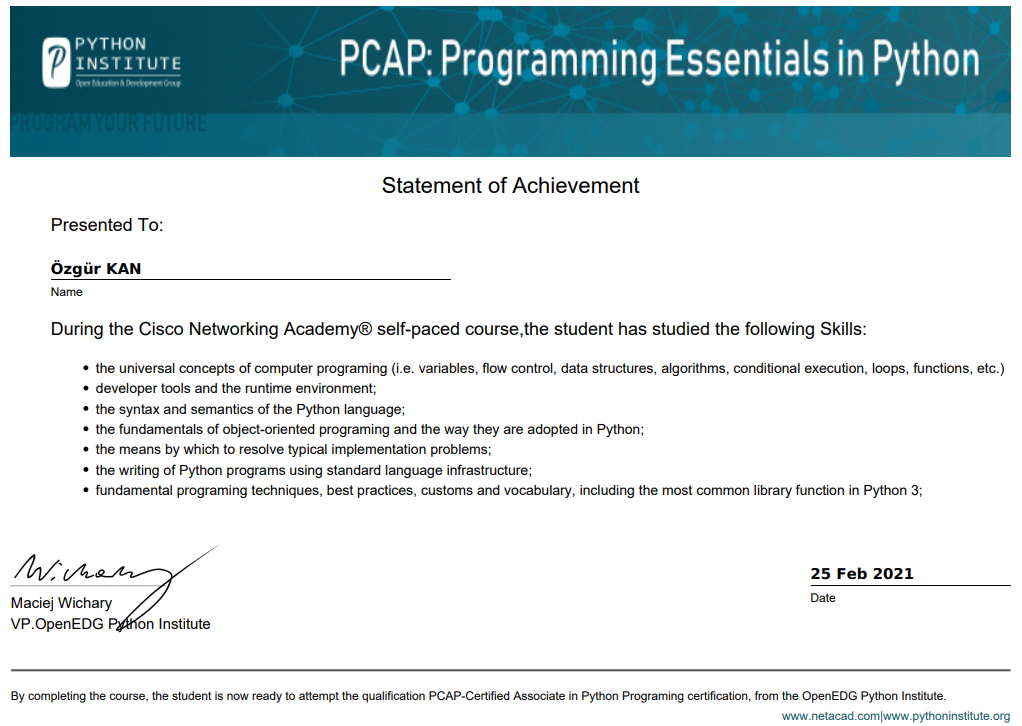 PYTHON
INSTITUTE
Open Education & Development Group
PCAP: Programming Essentials in Python
PROGRAM YOUR FUTURE
Statement of Achievement
Presented To:
Özgür KAN
Name
During the Cisco Networking Academy® self-paced course,the student has studied the following Skills:
• the universal concepts of computer programing (i.e. variables, flow control, data structures, algorithms, conditional execution, loops, functions, etc.)
• developer tools and the runtime environment;
• the syntax and semantics of the Python language;
• the fundamentals of object-oriented programing and the way they are adopted in Python;
• the means by which to resolve typical implementation problems;
• the writing of Python programs using standard language infrastructure;
• fundamental programing techniques, best practices, customs and vocabulary, including the most common library function in Python 3;
Wichary
Maciej Wichary
VP.OpenEDG Python Institute
25 Feb 2021
Date
By completing the course, the student is now ready to attempt the qualification PCAP-Certified Associate in Python Programing certification, from the OpenEDG Python Institute.
www.netacad.com|www.pythoninstitute.org